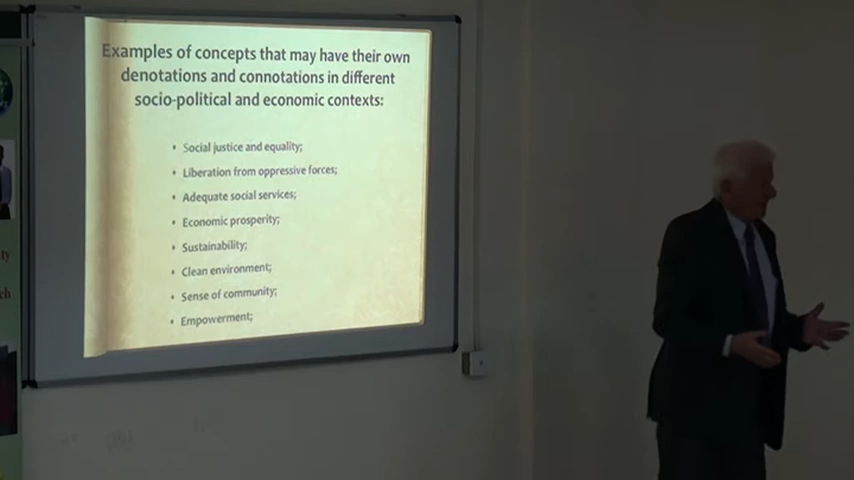 Examples of concepts that may have their own
denotations and connotations in different
socio-political and economic contexts:
• Social justice and equality;
• Liberation from oppressive forces;
• Adequate social services;
• Economic prosperity;
• Sustainability;
• Clean environment;
• Sense of community;
• Empowerment;